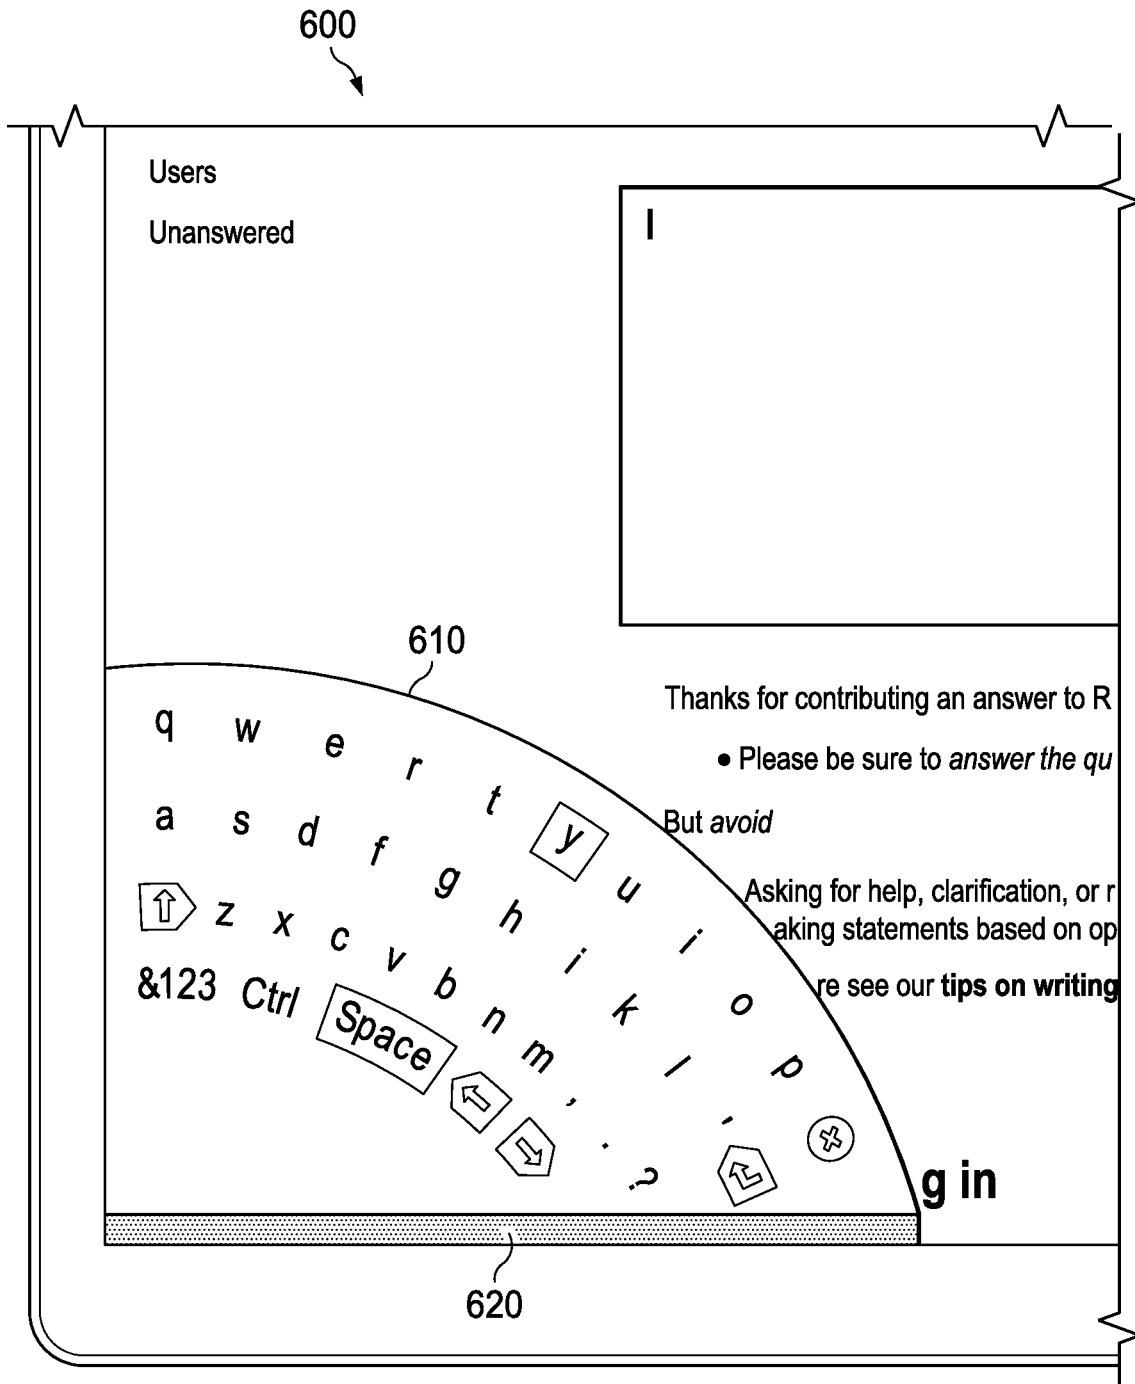 600
Users
Unanswered
I
610
Thanks for contributing an answer to R
• Please be sure to answer the qu
But avoid
Asking for help, clarification, or r
aking statements based on op
re see our tips on writing
q w e r t y u i o p
a s d f g h i k l '
z x c v b n m , . ?
&123 Ctrl Space
g in
620